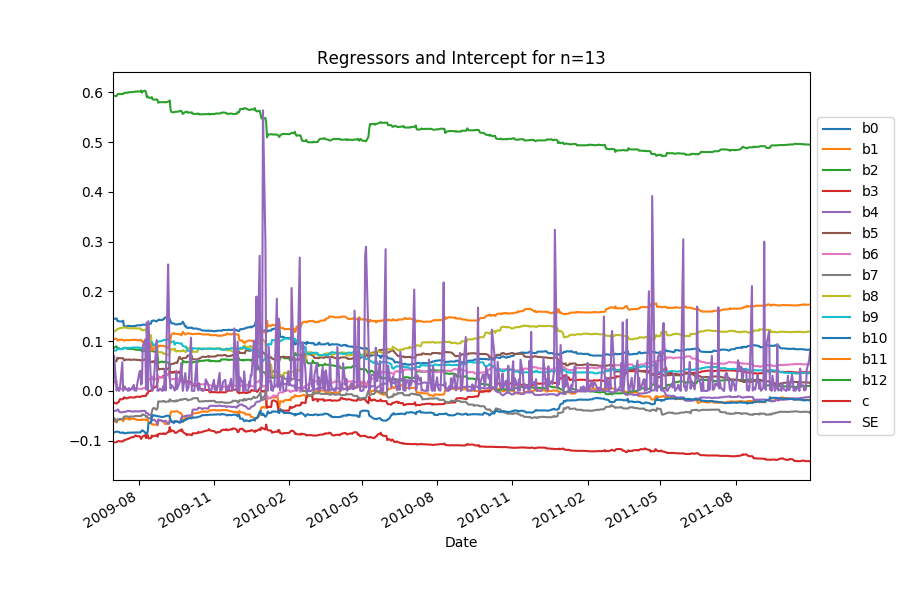 Regressors and Intercept for n=13
0.6
0.5
0.4
0.3
0.2
0.1
0.0
−0.1
2009-08
2009-11
2010-02
2010-05
2010-08
2010-11
2011-02
2011-05
2011-08
Date
b0
b1
b2
b3
b4
b5
b6
b7
b8
b9
b10
b11
b12
c
SE